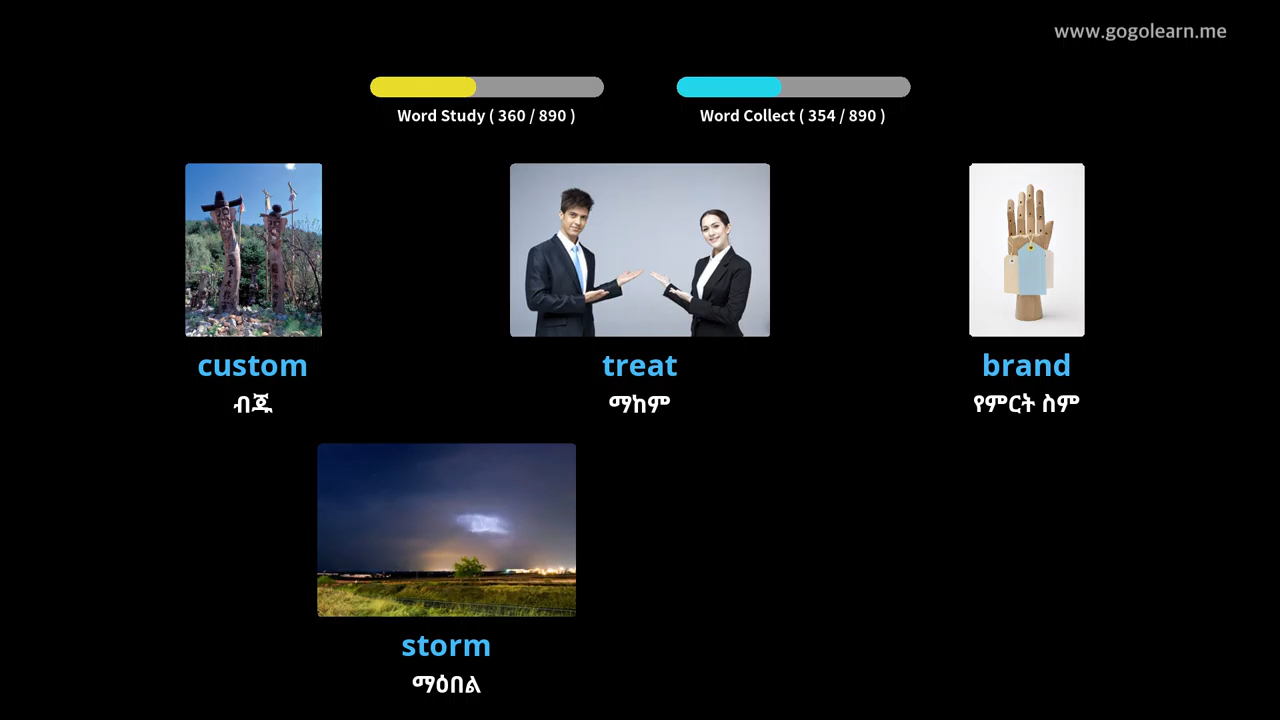 www.gogolearn.me
Word Study ( 360 / 890 )
Word Collect ( 354 / 890 )
custom
ብጁ
treat
ማከም
brand
የምርት ስም
storm
ማዕበል